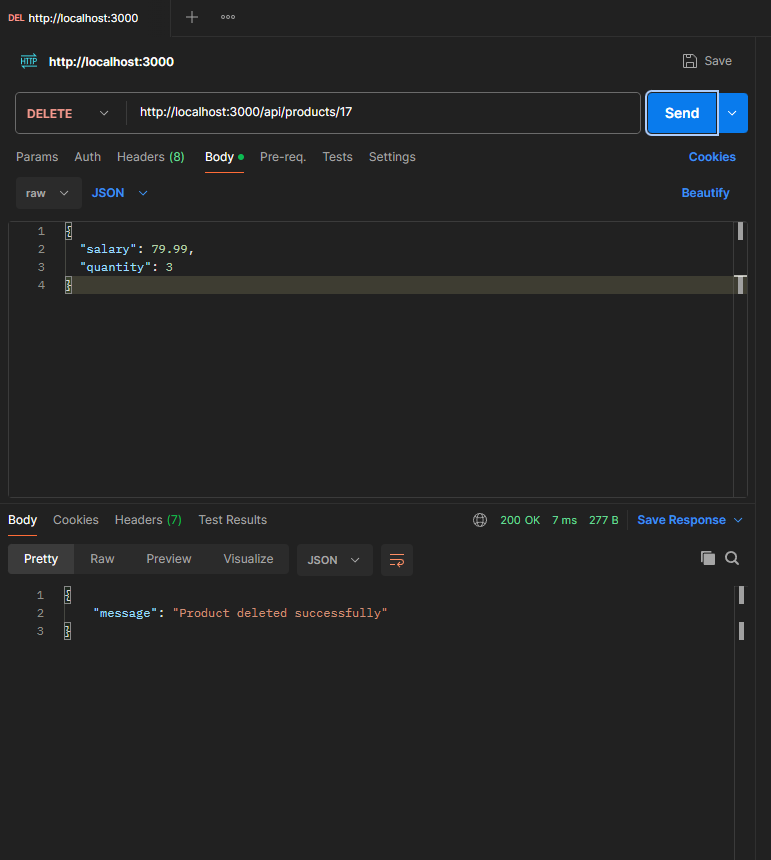 DEL http://localhost:3000
HTTP http://localhost:3000 Save
DELETE http://localhost:3000/api/products/17 Send
Params Auth Headers (8) Body Pre-req. Tests Settings Cookies
raw JSON Beautify
1 {
2 "salary": 79.99,
3 "quantity": 3
4 }
Body Cookies Headers (7) Test Results 200 OK 7 ms 277 B Save Response
Pretty Raw Preview Visualize JSON
1 {
2 "message": "Product deleted successfully"
3 }